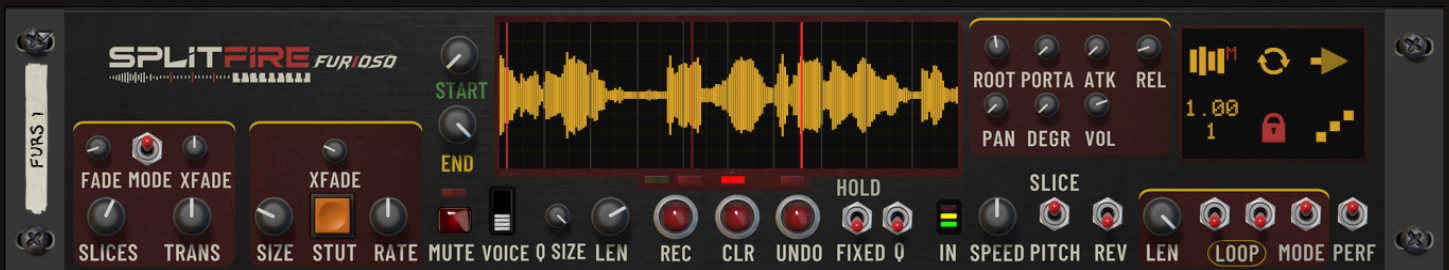 SPLITFIRE FURIOSO
FURS 1
START
END
FADE MODE XFADE
SLICES TRANS
XFADE
SIZE STUT RATE
MUTE VOICE Q SIZE LEN
REC CLR UNDO
HOLD
FIXED Q
IN
ROOT PORTA ATK REL
PAN DEGR VOL
M
1.00
1
SLICE
SPEED PITCH REV
LEN LOOP MODE PERF